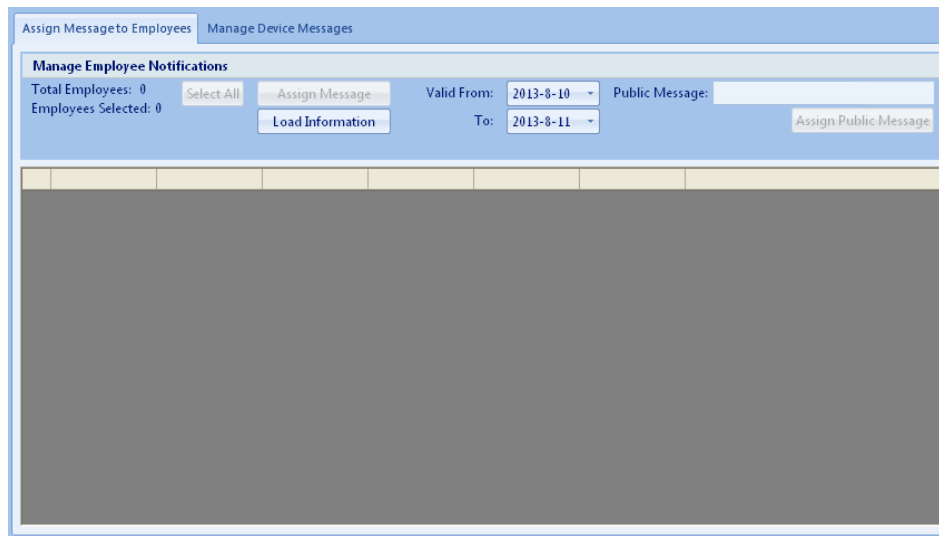 Assign Message to Employees Manage Device Messages
Manage Employee Notifications
Total Employees: 0 Select All Assign Message Valid From: 2013-8-10 Public Message:
Employees Selected: 0 Load Information To: 2013-8-11 Assign Public Message